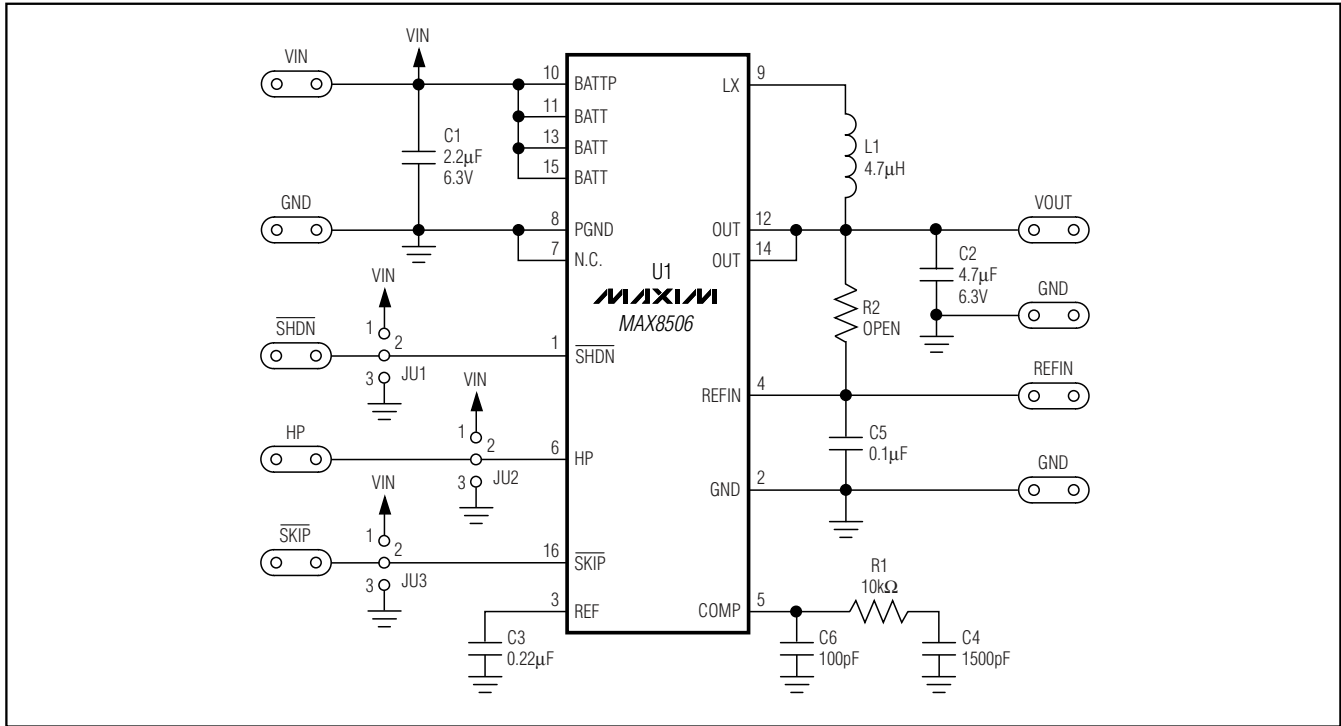 VIN
VIN
C1
2.2µF
6.3V
GND
10
11
13
15
8
7
BATTP
BATT
BATT
BATT
PGND
N.C.
VIN
1
2
3
JU1
S̅H̅D̅N̅
1
S̅H̅D̅N̅
VIN
1
2
3
JU2
HP
6
HP
VIN
1
2
3
JU3
S̅K̅I̅P̅
16
S̅K̅I̅P̅
3
REF
C3
0.22µF
U1
MAXIM
MAX8506
LX
9
L1
4.7µH
OUT
12
OUT
14
VOUT
C2
4.7µF
6.3V
GND
R2
OPEN
REFIN
4
REFIN
C5
0.1µF
GND
2
GND
COMP
5
R1
10kΩ
C6
100pF
C4
1500pF